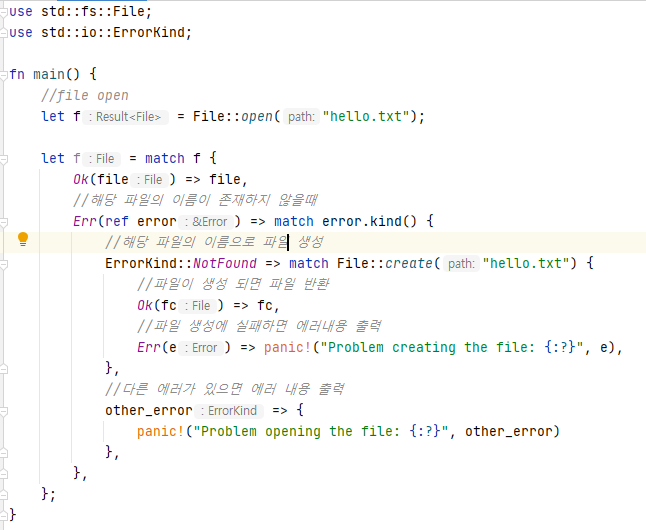 use std::fs::File;
use std::io::ErrorKind;
fn main() {
//file open
let f : Result<File> = File::open( path: "hello.txt");
let f : File = match f {
Ok(file : File ) => file,
//해당 파일의 이름이 존재하지 않을때
Err(ref error : &Error ) => match error.kind() {
//해당 파일의 이름으로 파일 생성
ErrorKind::NotFound => match File::create( path: "hello.txt") {
//파일이 생성 되면 파일 반환
Ok(fc : File ) => fc,
//파일 생성에 실패하면 에러내용 출력
Err(e : Error ) => panic!("Problem creating the file: {:?}", e),
},
//다른 에러가 있으면 에러 내용 출력
other_error : ErrorKind => {
panic!("Problem opening the file: {:?}", other_error)
},
},
};
}